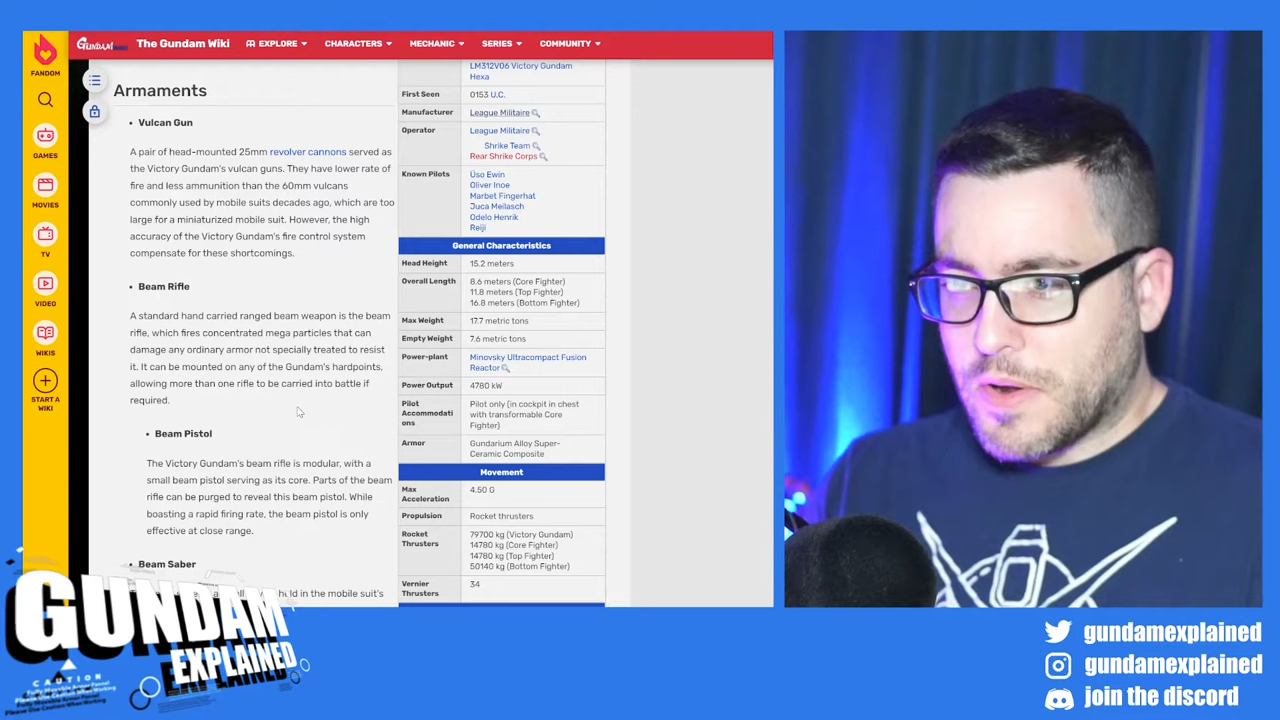 FANDOM
GAMES
MOVIES
TV
VIDEO
WIKIS
START A
WIKI
GUNDAM
The Gundam Wiki
EXPLORE
CHARACTERS
MECHANIC
SERIES
COMMUNITY
Armaments
• Vulcan Gun
A pair of head-mounted 25mm revolver cannons served as
the Victory Gundam's vulcan guns. They have lower rate of
fire and less ammunition than the 60mm vulcans
commonly used by mobile suits decades ago, which are too
large for a miniaturized mobile suit. However, the high
accuracy of the Victory Gundam's fire control system
compensate for these shortcomings.
• Beam Rifle
A standard hand carried ranged beam weapon is the beam
rifle, which fires concentrated mega particles that can
damage any ordinary armor not specially treated to resist
it. It can be mounted on any of the Gundam's hardpoints,
allowing more than one rifle to be carried into battle if
required.
• Beam Pistol
The Victory Gundam's beam rifle is modular, with a
small beam pistol serving as its core. Parts of the beam
rifle can be purged to reveal this beam pistol. While
boasting a rapid firing rate, the beam pistol is only
effective at close range.
Beam Saber
held in the mobile suit's
LM312V06 Victory Gundam
Hexa
First Seen
0153 U.C.
Manufacturer
League Militaire
Operator
League Militaire
Shrike Team
Rear Shrike Corps
Known Pilots
Üso Ewin
Oliver Inoe
Marbet Fingerhat
Juca Meilasch
Odelo Henrik
Reiji
General Characteristics
Head Height
15.2 meters
Overall Length
8.6 meters (Core Fighter)
11.8 meters (Top Fighter)
16.8 meters (Bottom Fighter)
Max Weight
17.7 metric tons
Empty Weight
7.6 metric tons
Power-plant
Minovsky Ultracompact Fusion
Reactor
Power Output
4780 kW
Pilot
Accommodati
ons
Pilot only (in cockpit in chest
with transformable Core
Fighter)
Armor
Gundarium Alloy Super-
Ceramic Composite
Movement
Max
Acceleration
4.50 G
Propulsion
Rocket thrusters
Rocket
Thrusters
79700 kg (Victory Gundam)
14780 kg (Core Fighter)
14780 kg (Top Fighter)
50140 kg (Bottom Fighter)
Vernier
Thrusters
34
GUNDAM
EXPLAINED
CAUTION
gundamexplained
gundamexplained
join the discord